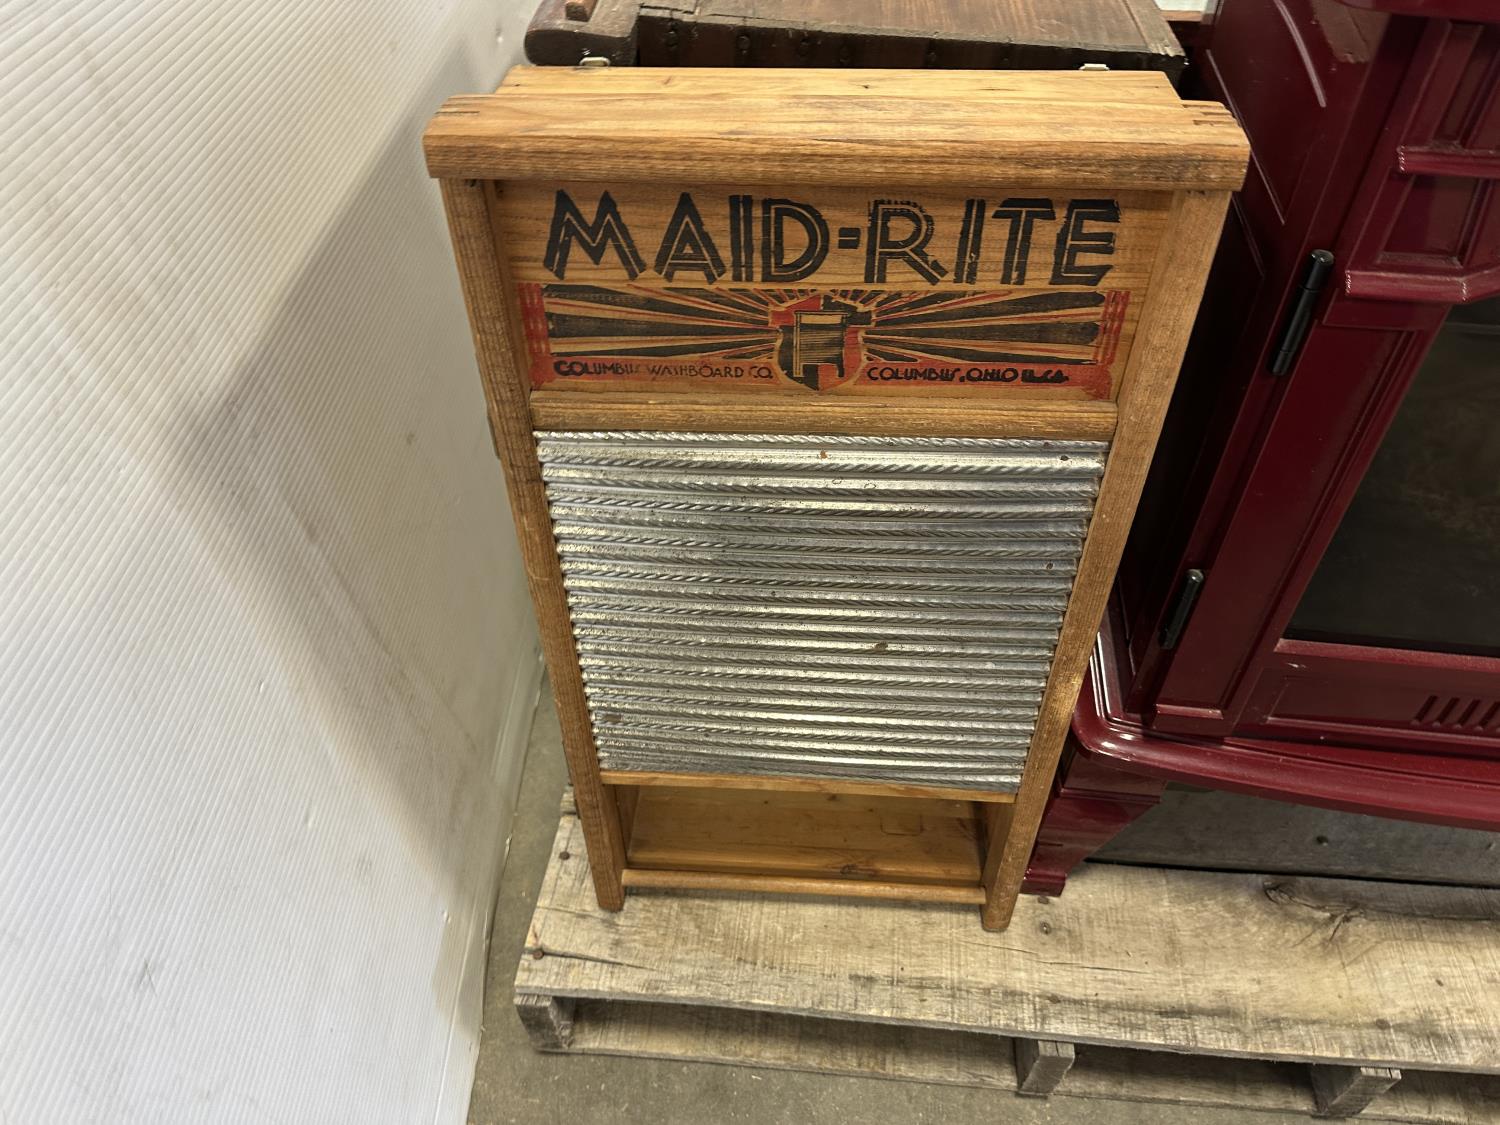 MAID-RITE
COLUMBUS WASHBOARD CO. COLUMBUS, OHIO U.S.A.